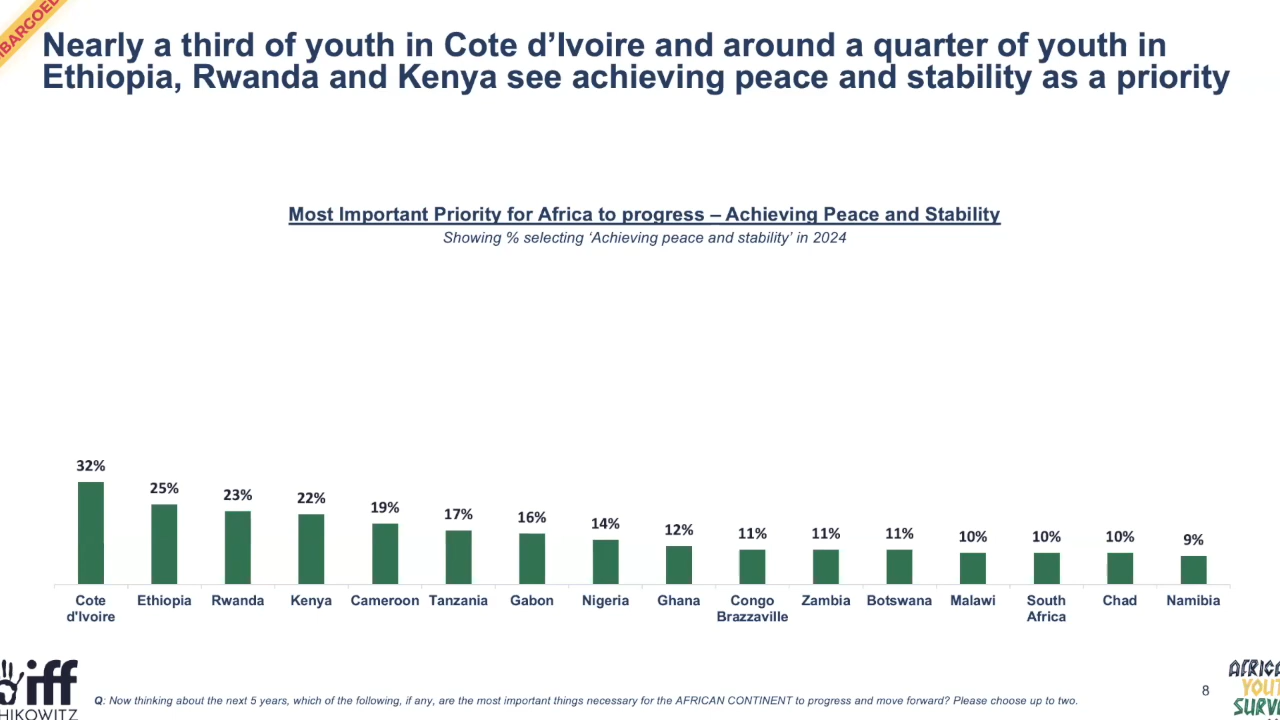 Nearly a third of youth in Cote d’Ivoire and around a quarter of youth in
Ethiopia, Rwanda and Kenya see achieving peace and stability as a priority
Most Important Priority for Africa to progress – Achieving Peace and Stability
Showing % selecting ‘Achieving peace and stability’ in 2024
32%
25%
23%
22%
19%
17%
16%
14%
12%
11%
11%
11%
10%
10%
10%
9%
Cote
d'Ivoire
Ethiopia
Rwanda
Kenya
Cameroon
Tanzania
Gabon
Nigeria
Ghana
Congo
Brazzaville
Zambia
Botswana
Malawi
South
Africa
Chad
Namibia
iff
HIKOWITZ
Q: Now thinking about the next 5 years, which of the following, if any, are the most important things necessary for the AFRICAN CONTINENT to progress and move forward? Please choose up to two.
8